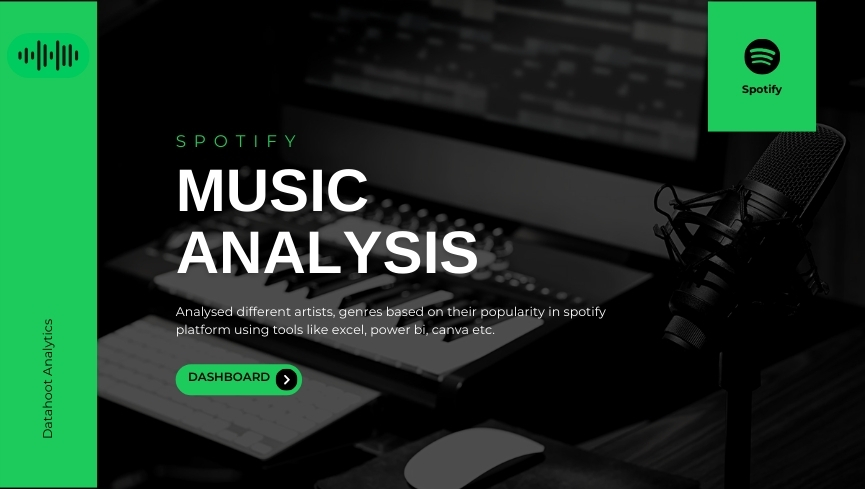 Spotify
SPOTIFY
MUSIC
ANALYSIS
Analysed different artists, genres based on their popularity in spotify
platform using tools like excel, power bi, canva etc.
DASHBOARD
Datahoot Analytics